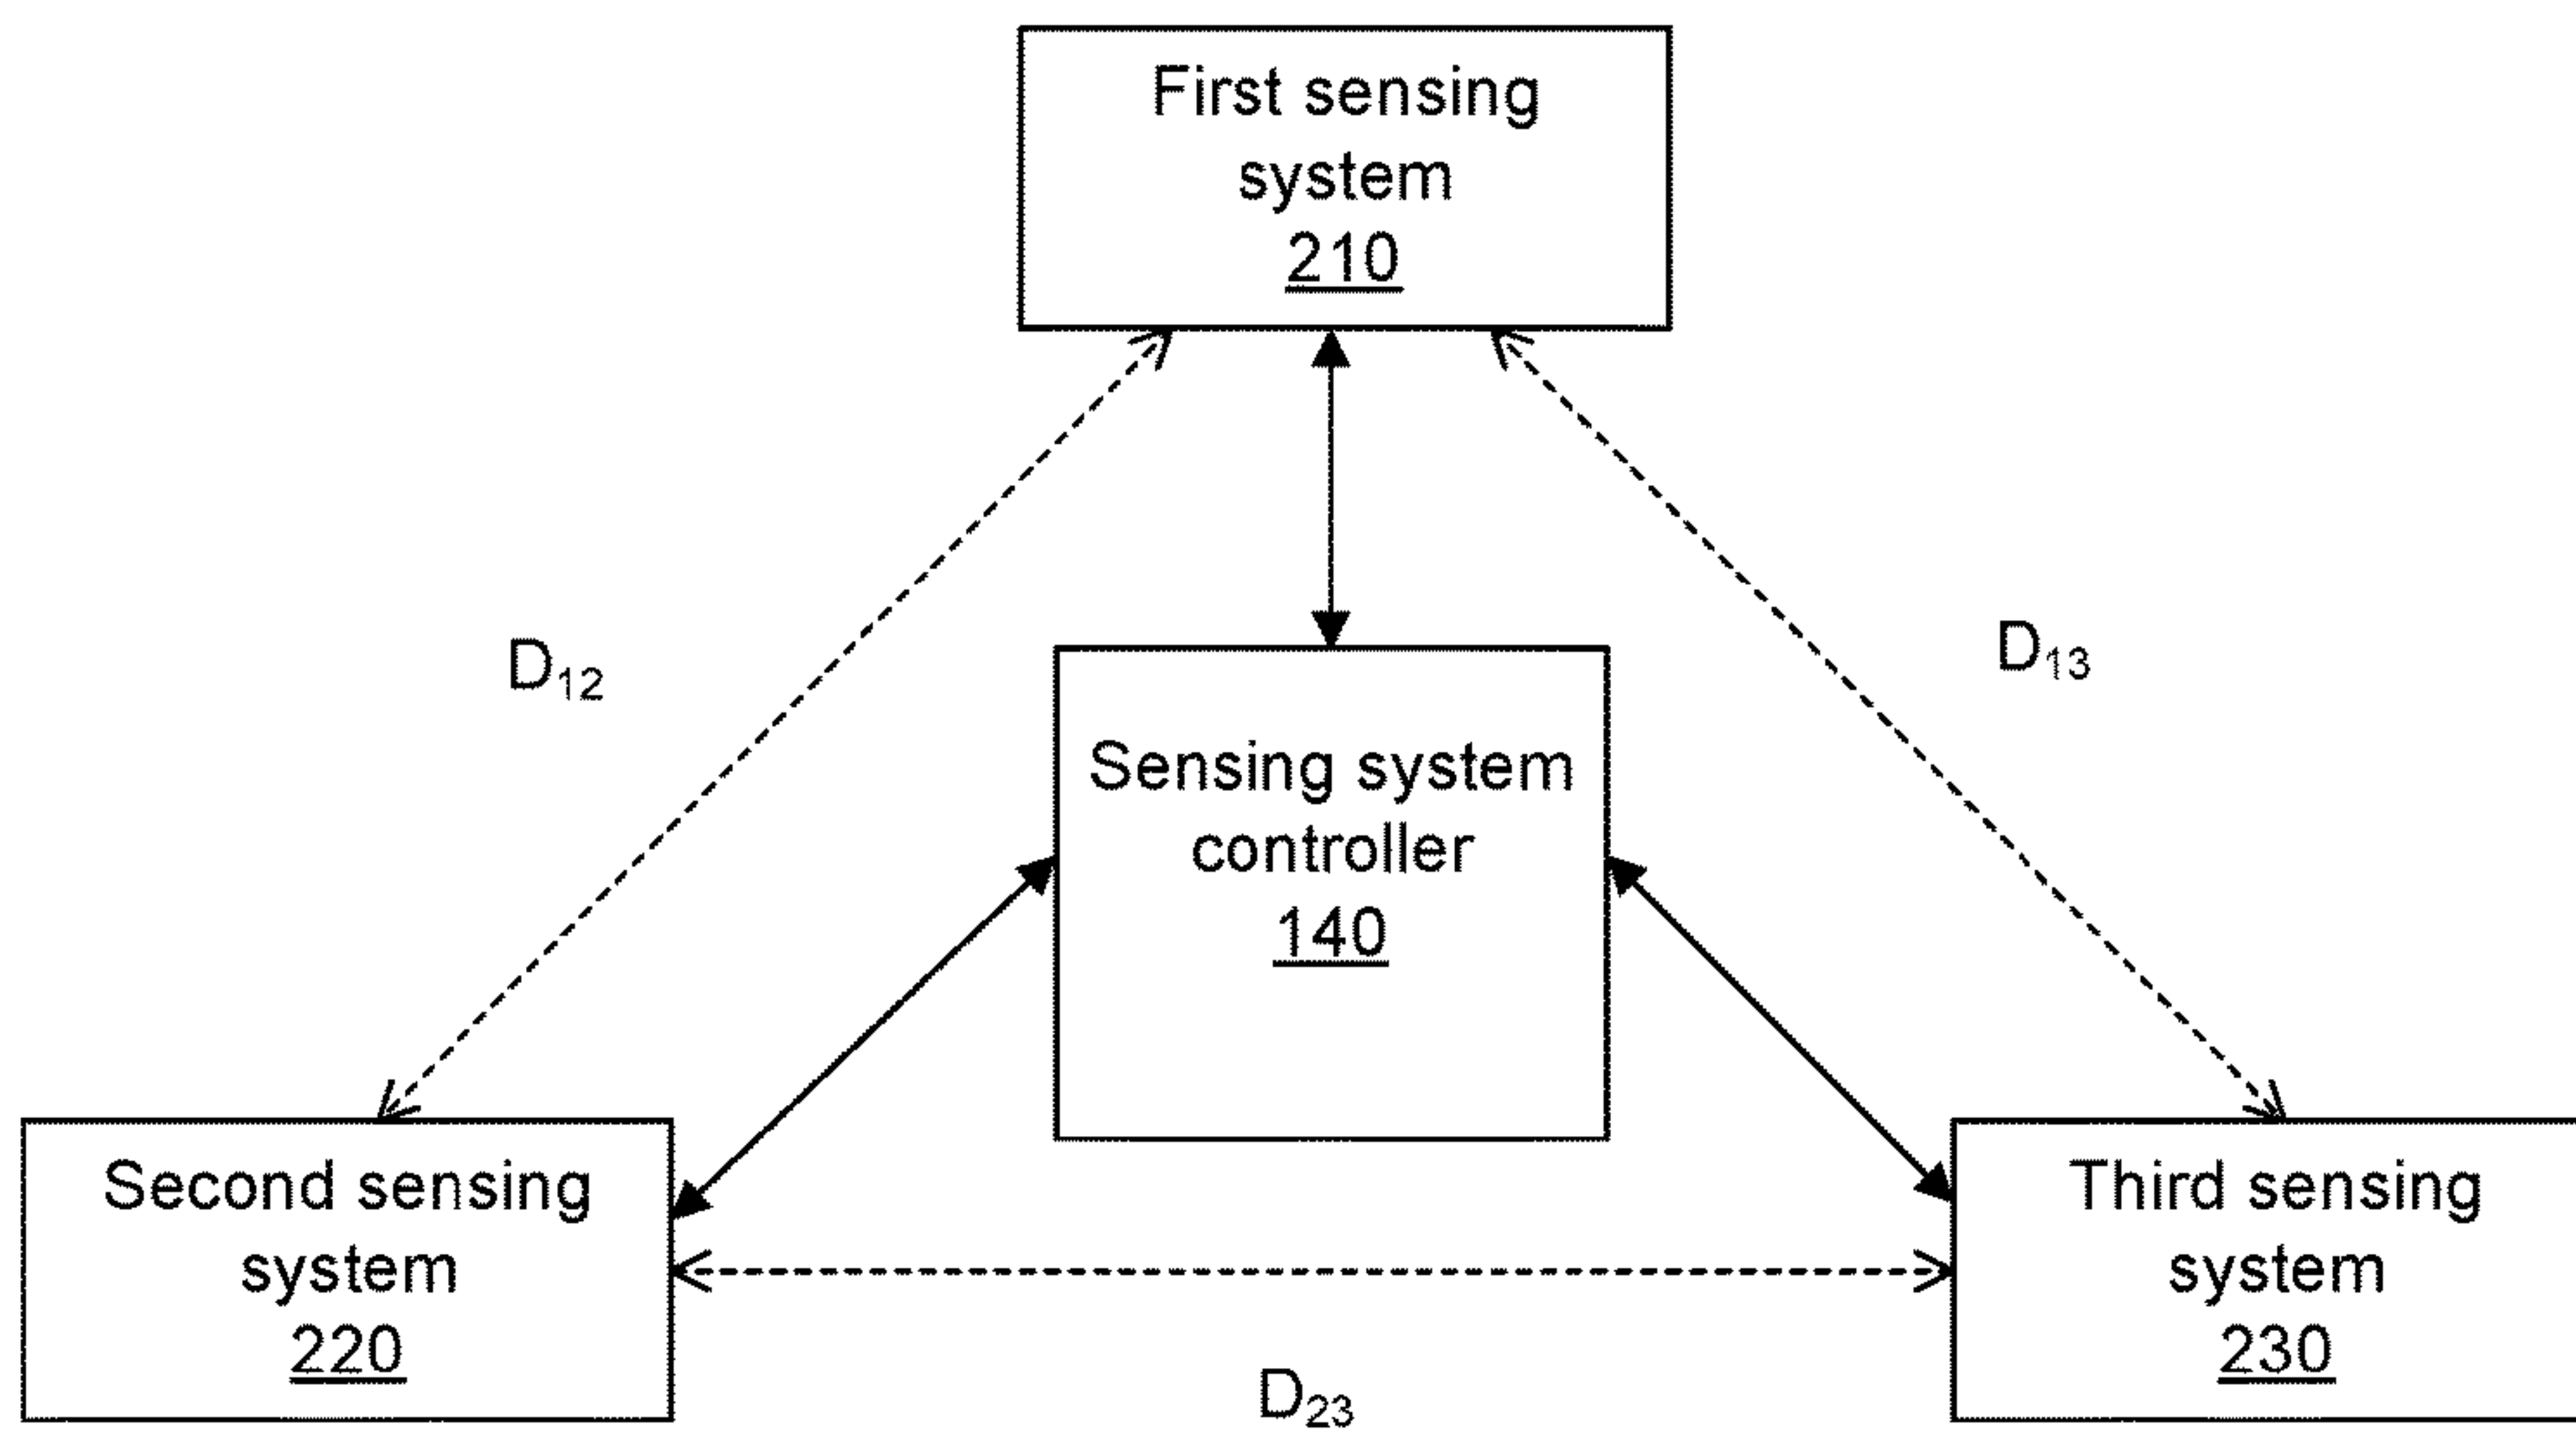 First sensing
system
210
D12
D13
Sensing system
controller
140
Second sensing
system
220
Third sensing
system
230
D23